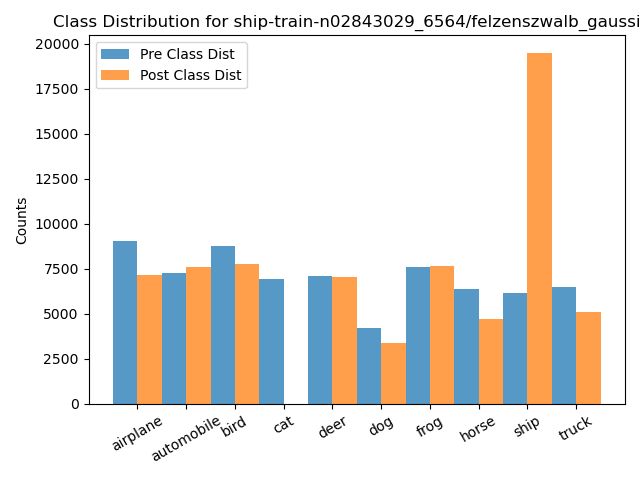 Class Distribution for ship-train-n02843029_6564/felzenszwalb_gaussi
Pre Class Dist
Post Class Dist
Counts
20000
17500
15000
12500
10000
7500
5000
2500
0
airplane
automobile
bird
cat
deer
dog
frog
horse
ship
truck